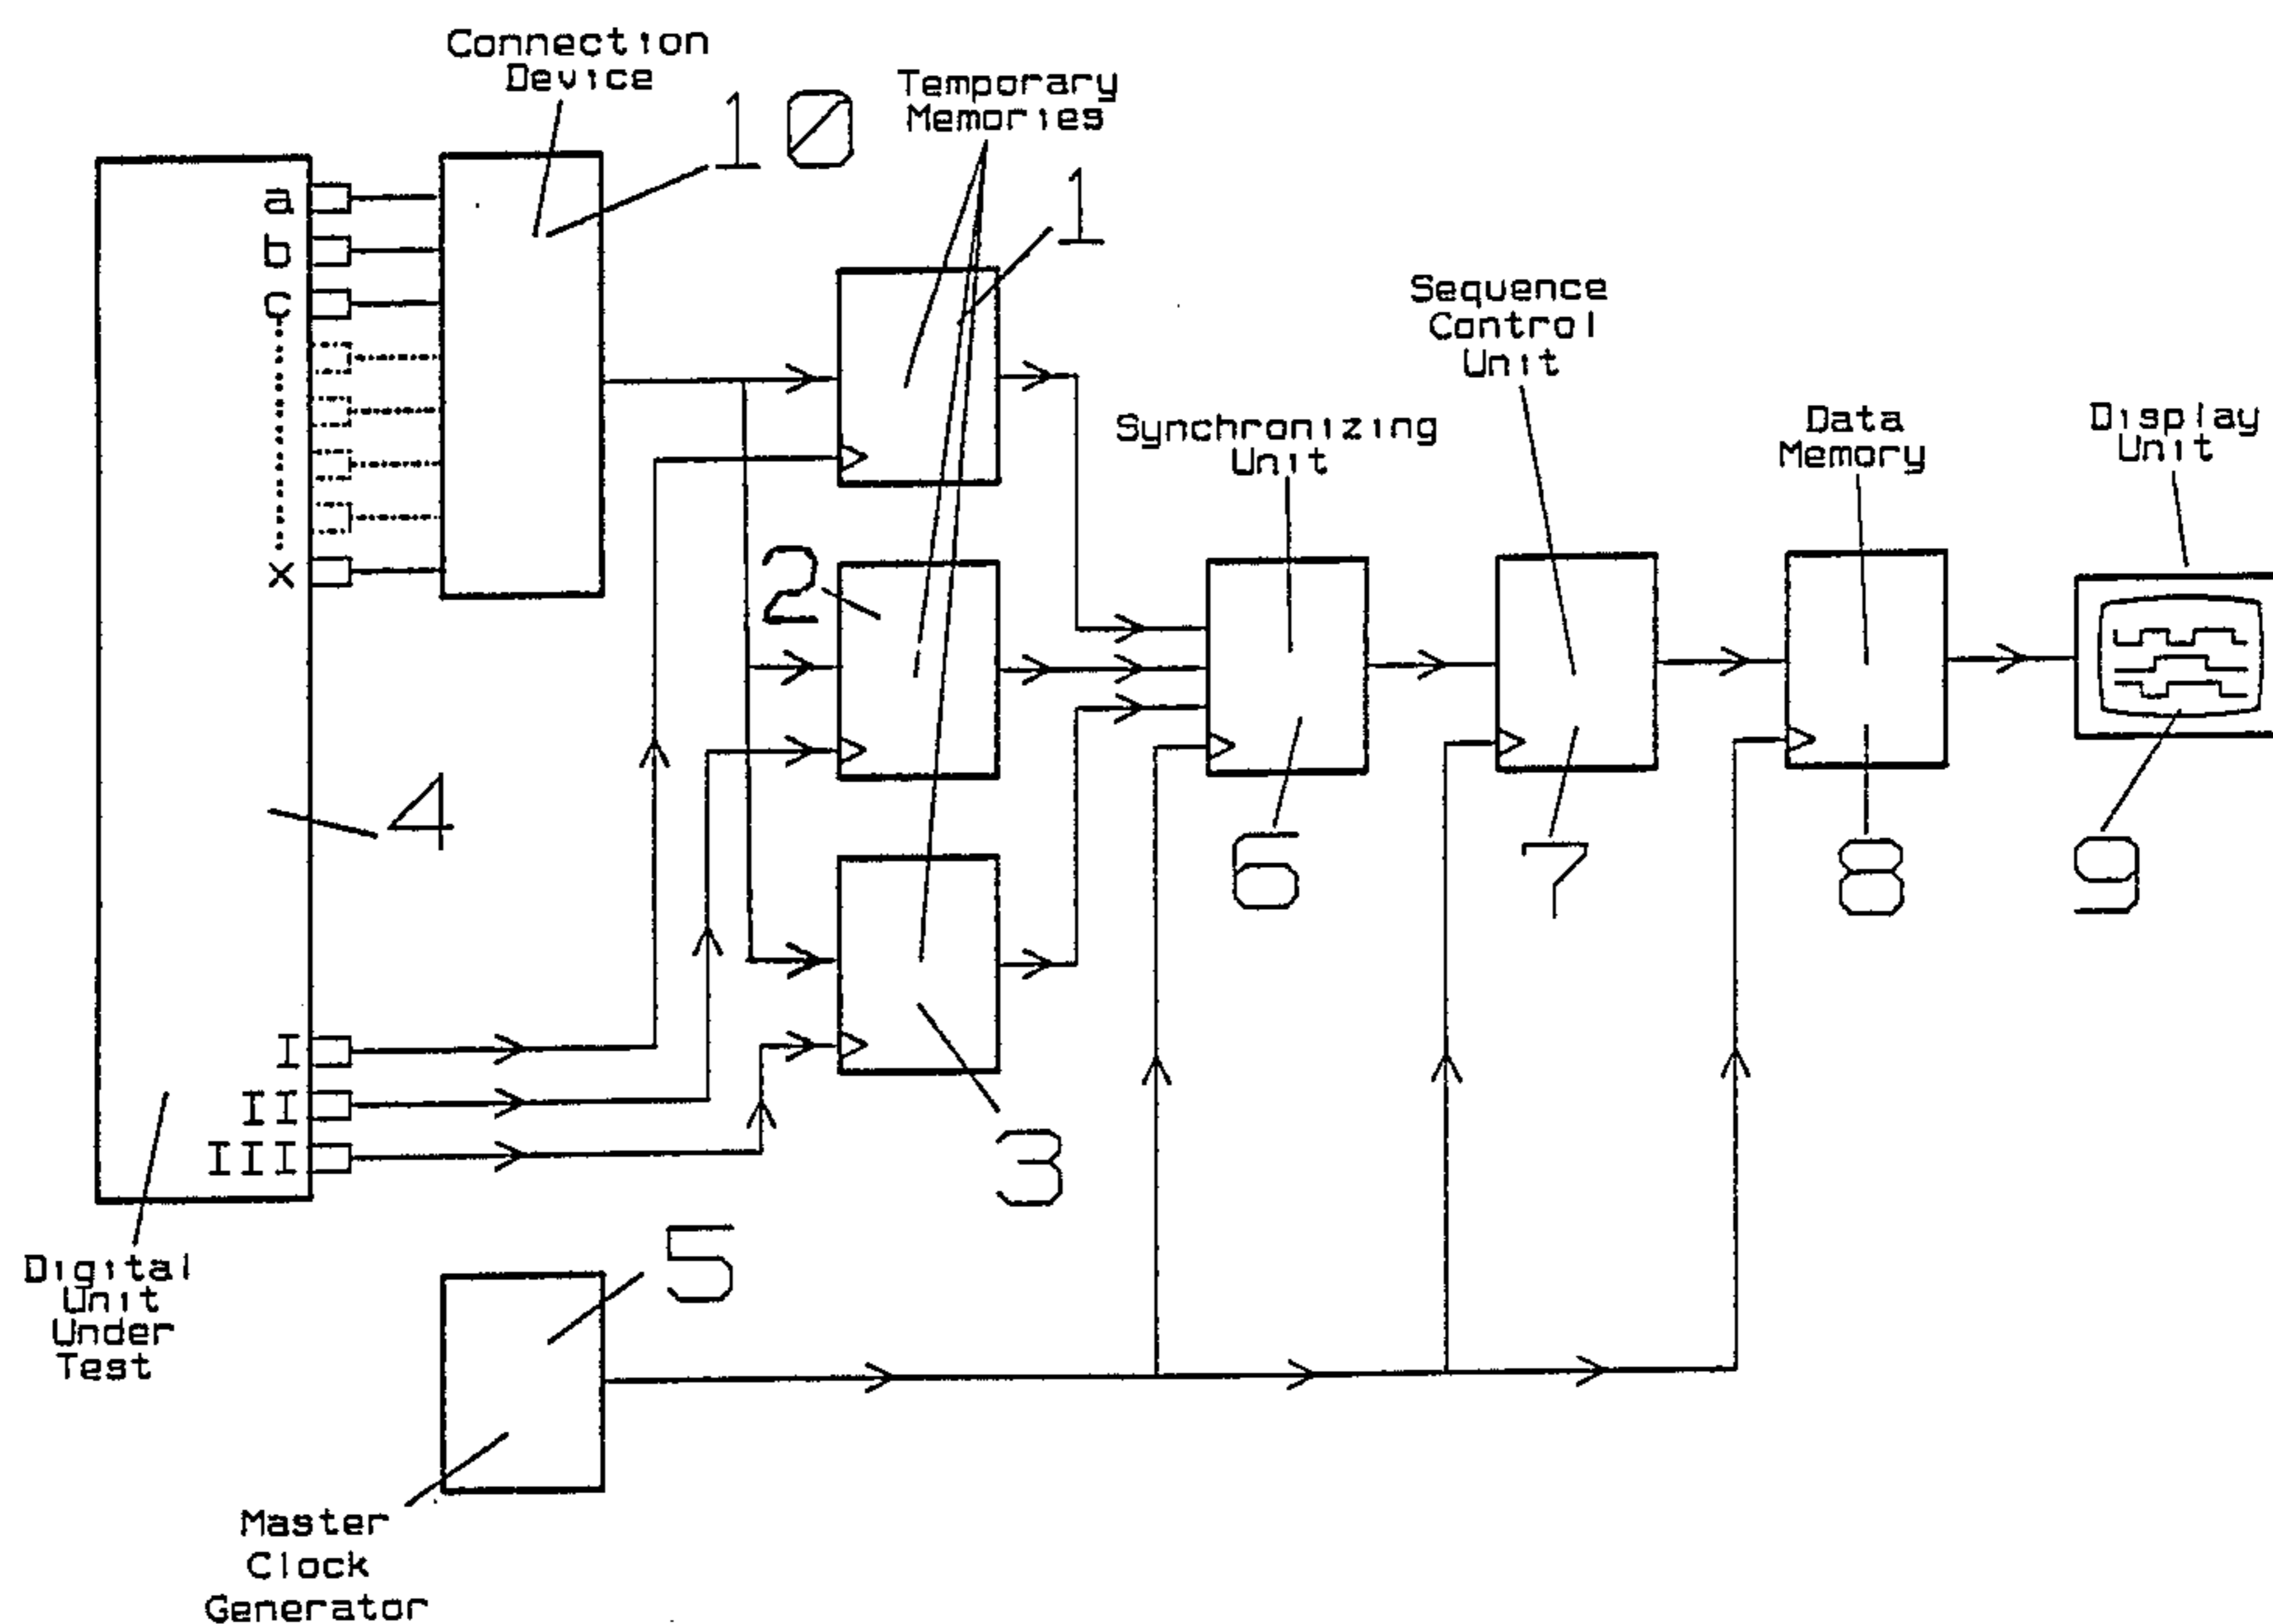 Connection
Device
10
Temporary
Memories
1
a
b
c
x
Sequence
Control
Unit
Synchronizing
Unit
Data
Memory
Display
Unit
2
4
6
7
8
9
I
II
III
3
Digital
Unit
Under
Test
5
Master
Clock
Generator